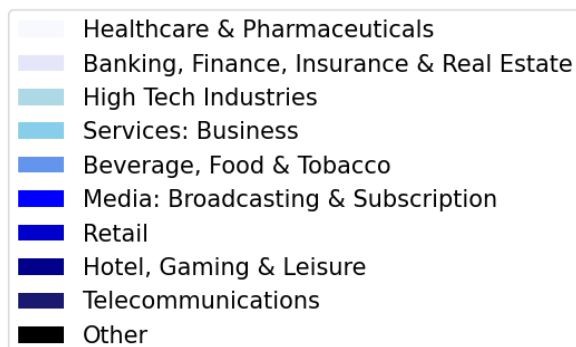 Healthcare & Pharmaceuticals
Banking, Finance, Insurance & Real Estate
High Tech Industries
Services: Business
Beverage, Food & Tobacco
Media: Broadcasting & Subscription
Retail
Hotel, Gaming & Leisure
Telecommunications
Other